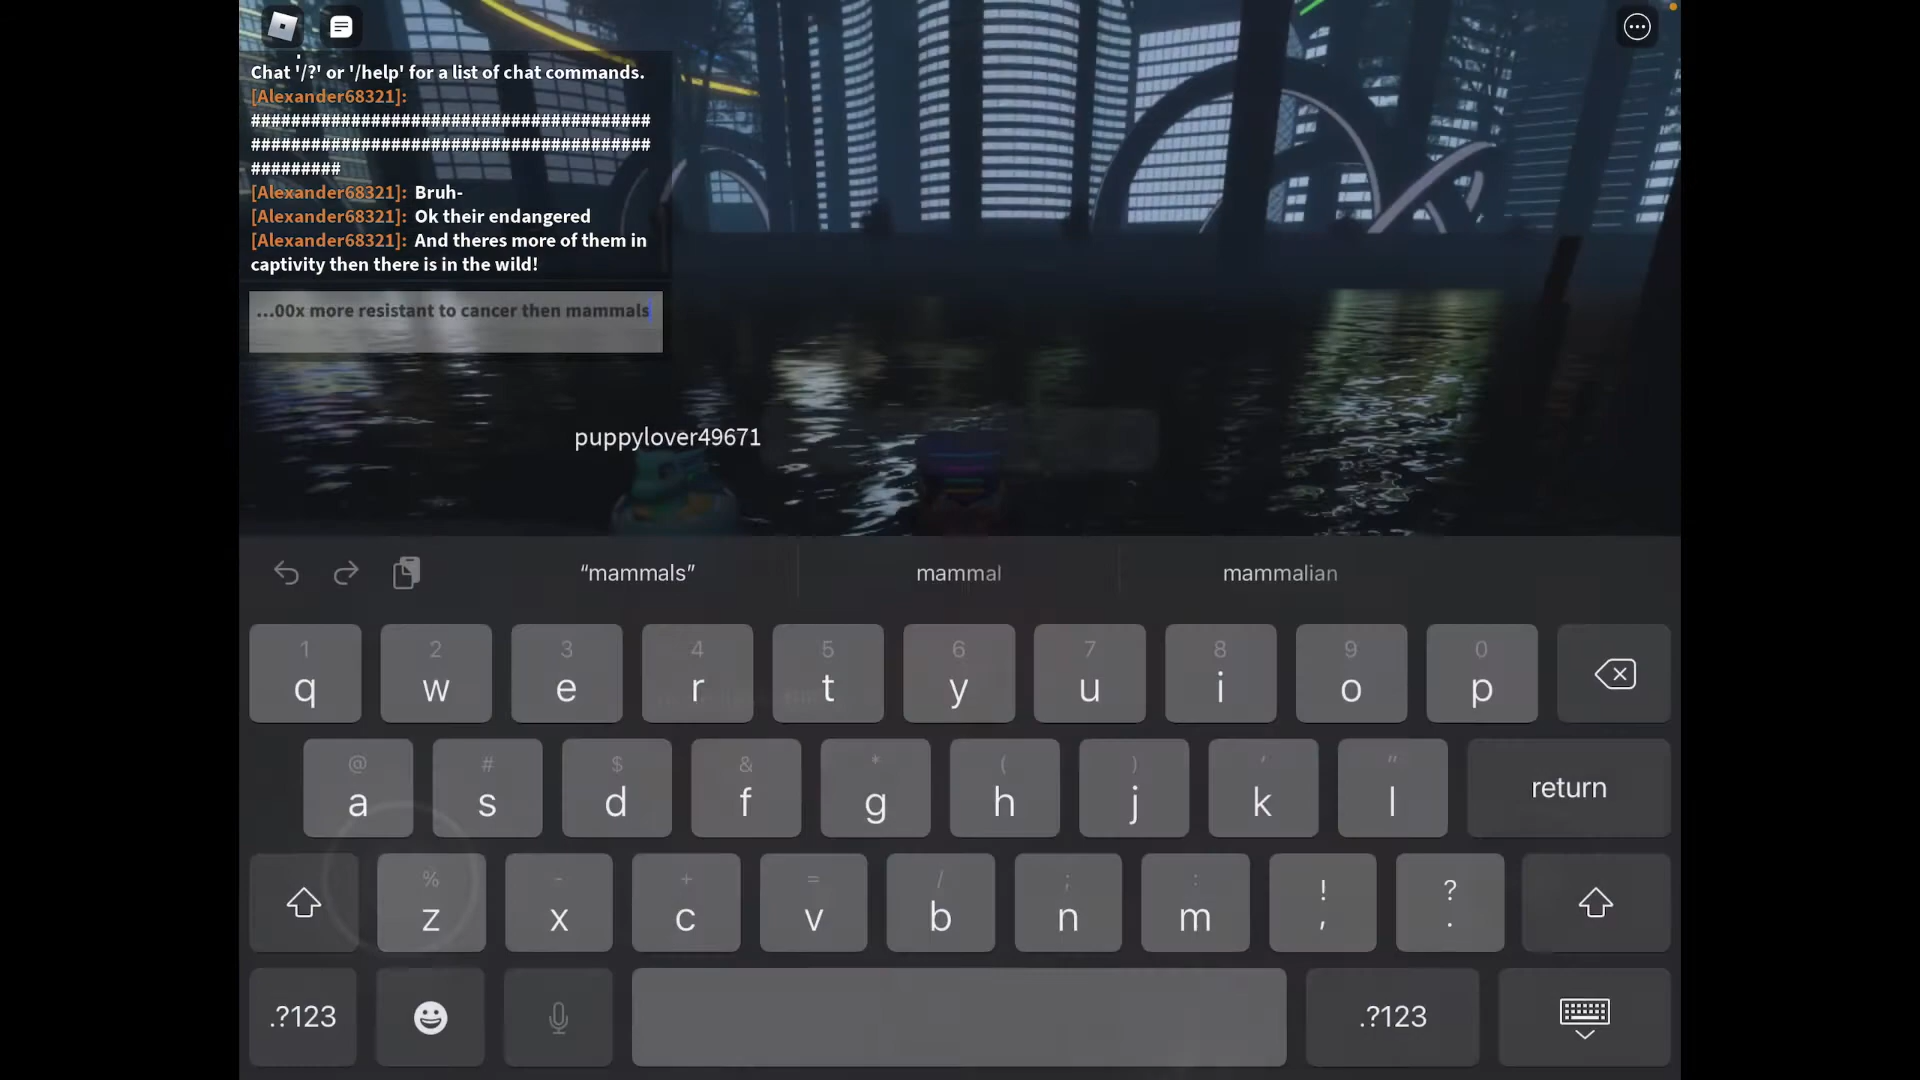 Chat '/?' or '/help' for a list of chat commands.
[Alexander68321]:
########################################
########################################
#########
[Alexander68321]: Bruh-
[Alexander68321]: Ok their endangered
[Alexander68321]: And theres more of them in
captivity then there is in the wild!
...00x more resistant to cancer then mammals
puppylover49671
“mammals” mammal mammalian
1 2 3 4 5 6 7 8 9 0
q w e r t y u i o p
@ # $ & * ( ) ' "
a s d f g h j k l return
% - + = / ; : ! ?
z x c v b n m , .
.?123 .?123